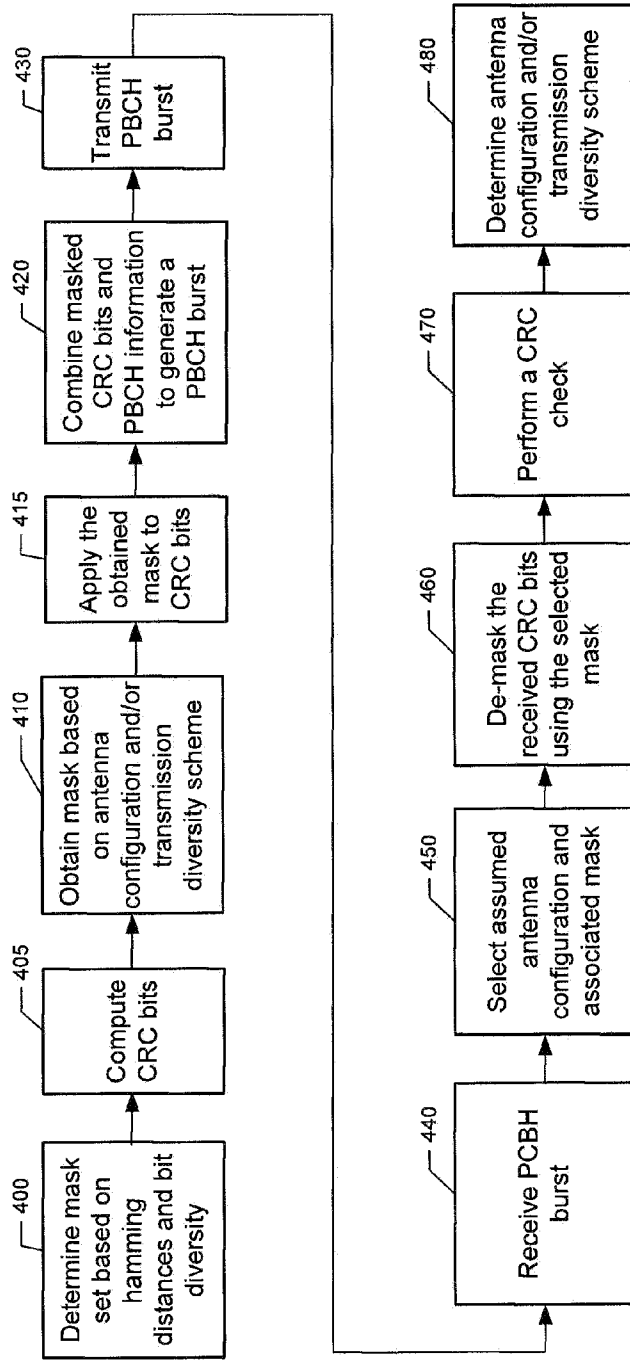 400
Determine mask
set based on
hamming
distances and bit
diversity
405
Compute
CRC bits
410
Obtain mask based
on antenna
configuration and/or
transmission
diversity scheme
415
Apply the
obtained
mask to
CRC bits
420
Combine masked
CRC bits and
PBCH information
to generate a
PBCH burst
430
Transmit
PBCH
burst
440
Receive PCBH
burst
450
Select assumed
antenna
configuration and
associated mask
460
De-mask the
received CRC bits
using the selected
mask
470
Perform a CRC
check
480
Determine antenna
configuration and/or
transmission
diversity scheme